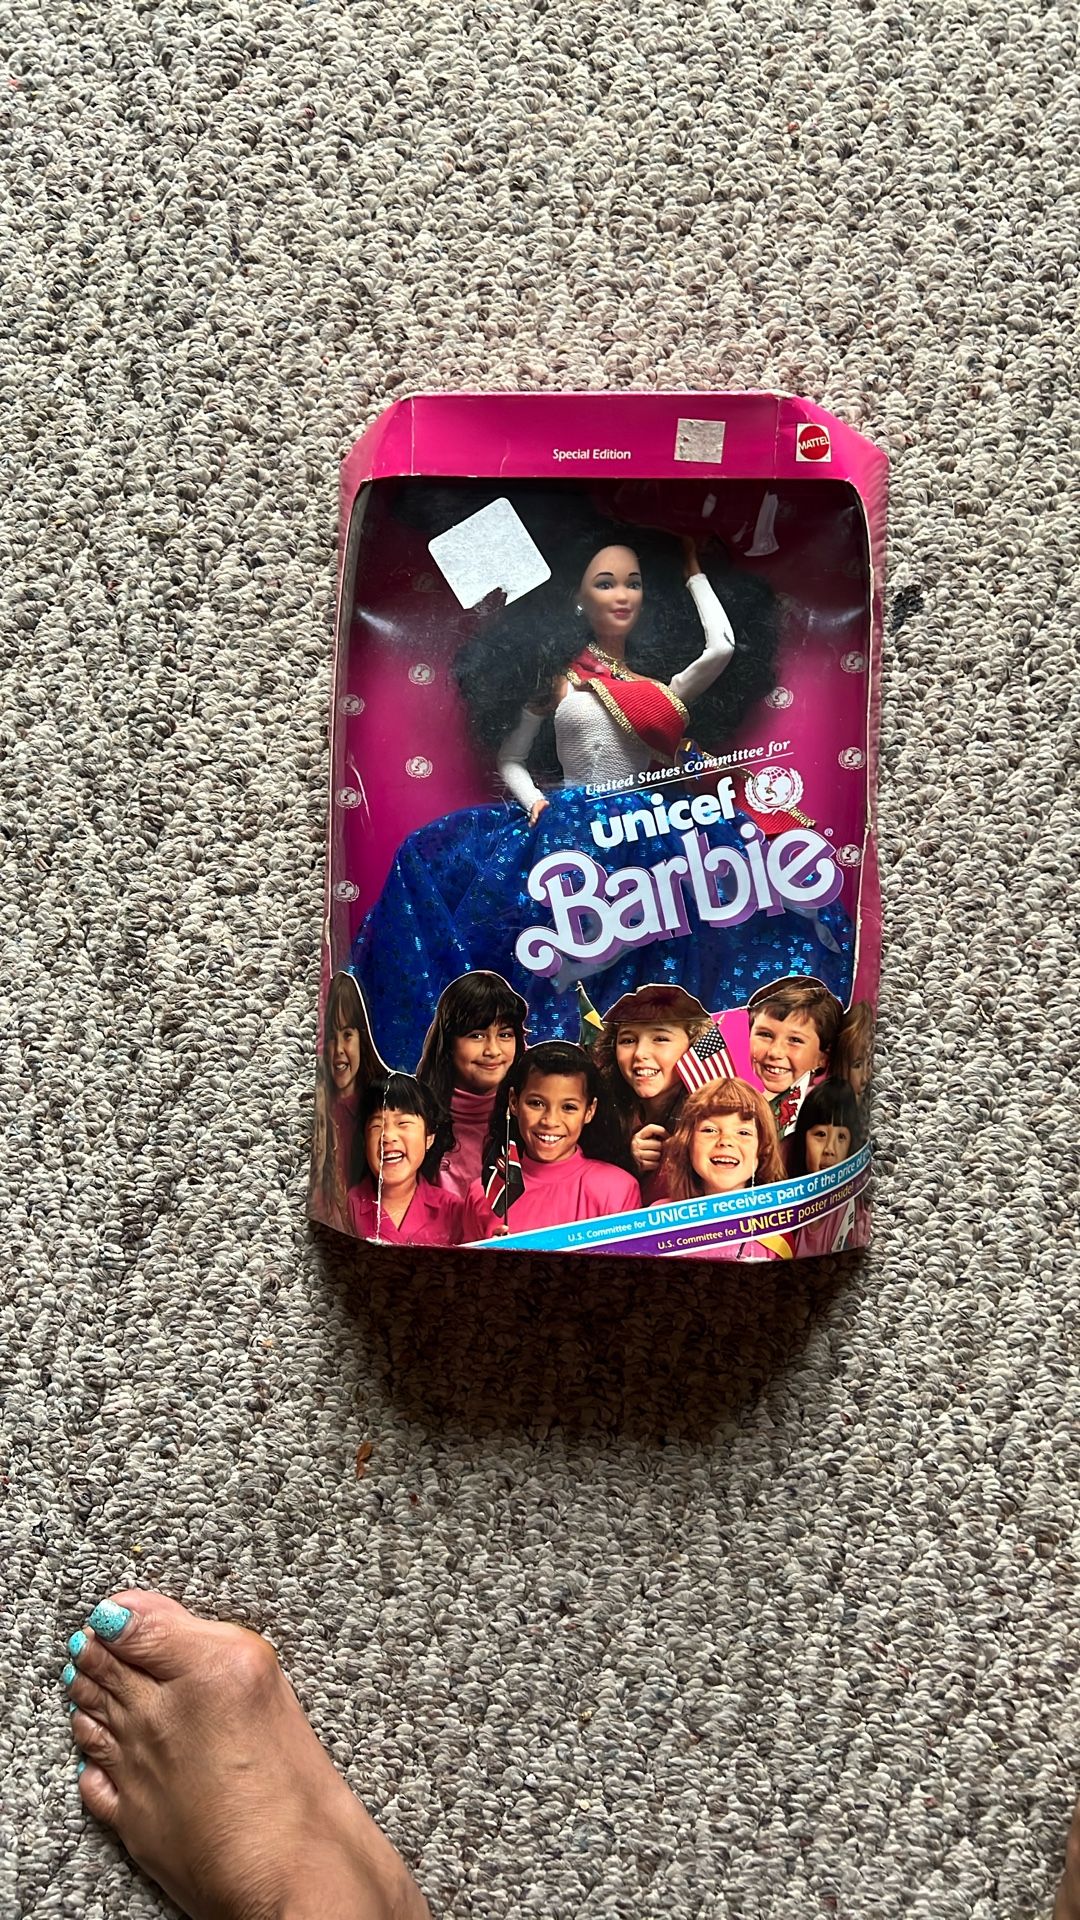 Special Edition
MATTEL
United States Committee for
unicef
Barbie®
U.S. Committee for UNICEF receives part of the price of
U.S. Committee for UNICEF poster inside!